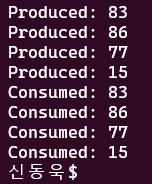 Produced: 83
Produced: 86
Produced: 77
Produced: 15
Consumed: 83
Consumed: 86
Consumed: 77
Consumed: 15
신동욱$